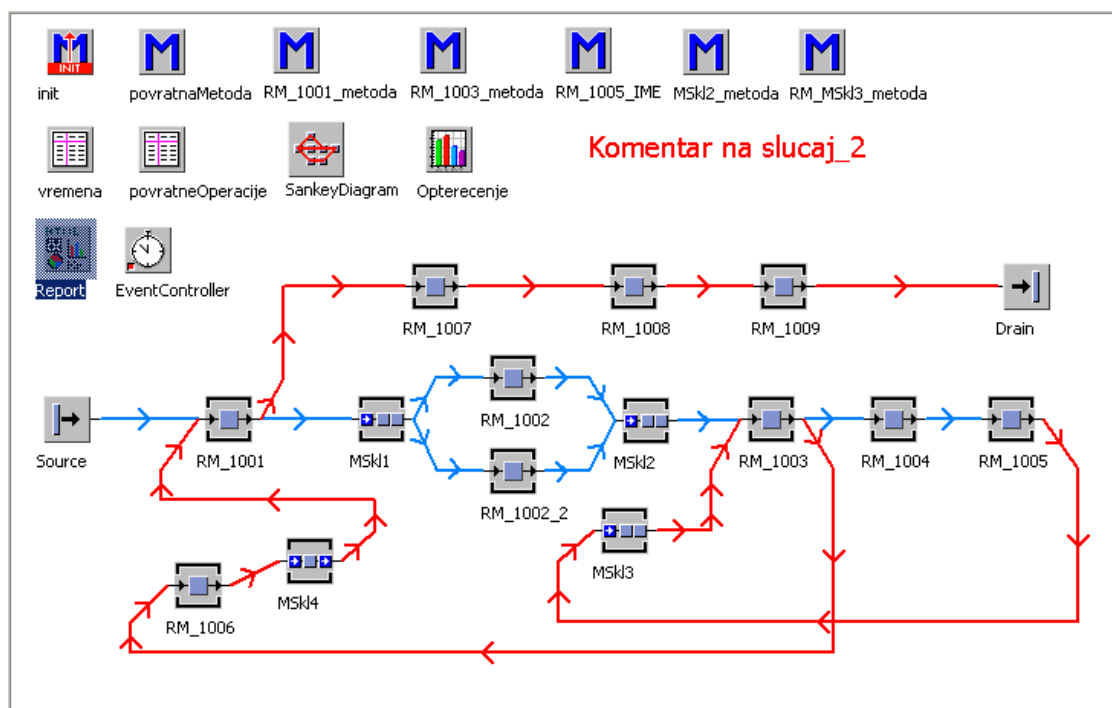 init
povratnaMetoda
RM_1001_metoda
RM_1003_metoda
RM_1005_IME
MSkl2_metoda
RM_MSkl3_metoda
vremena
povratneOperacije
SankeyDiagram
Opterecenje
Komentar na slucaj_2
Report
EventController
RM_1007
RM_1008
RM_1009
Drain
Source
RM_1001
MSkl1
RM_1002
RM_1002_2
MSkl2
RM_1003
RM_1004
RM_1005
MSkl3
MSkl4
RM_1006